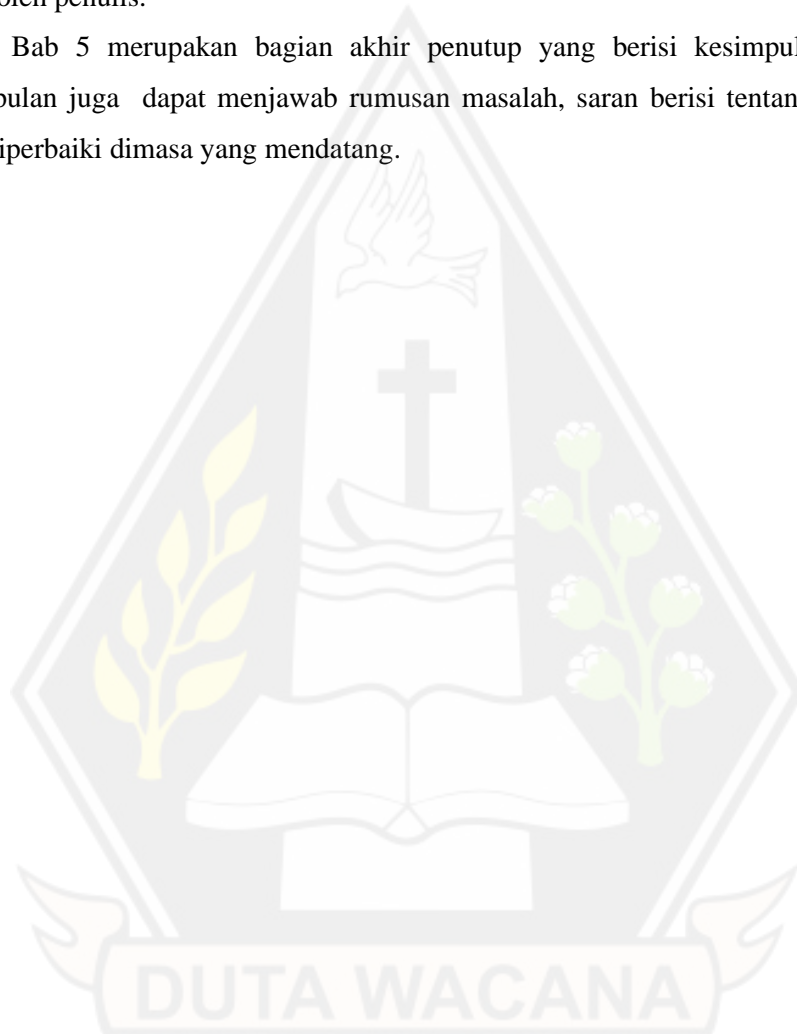 oleh penulis.
Bab 5 merupakan bagian akhir penutup yang berisi kesimpul
pulan juga dapat menjawab rumusan masalah, saran berisi tentan
iperbaiki dimasa yang mendatang.
DUTA WACANA